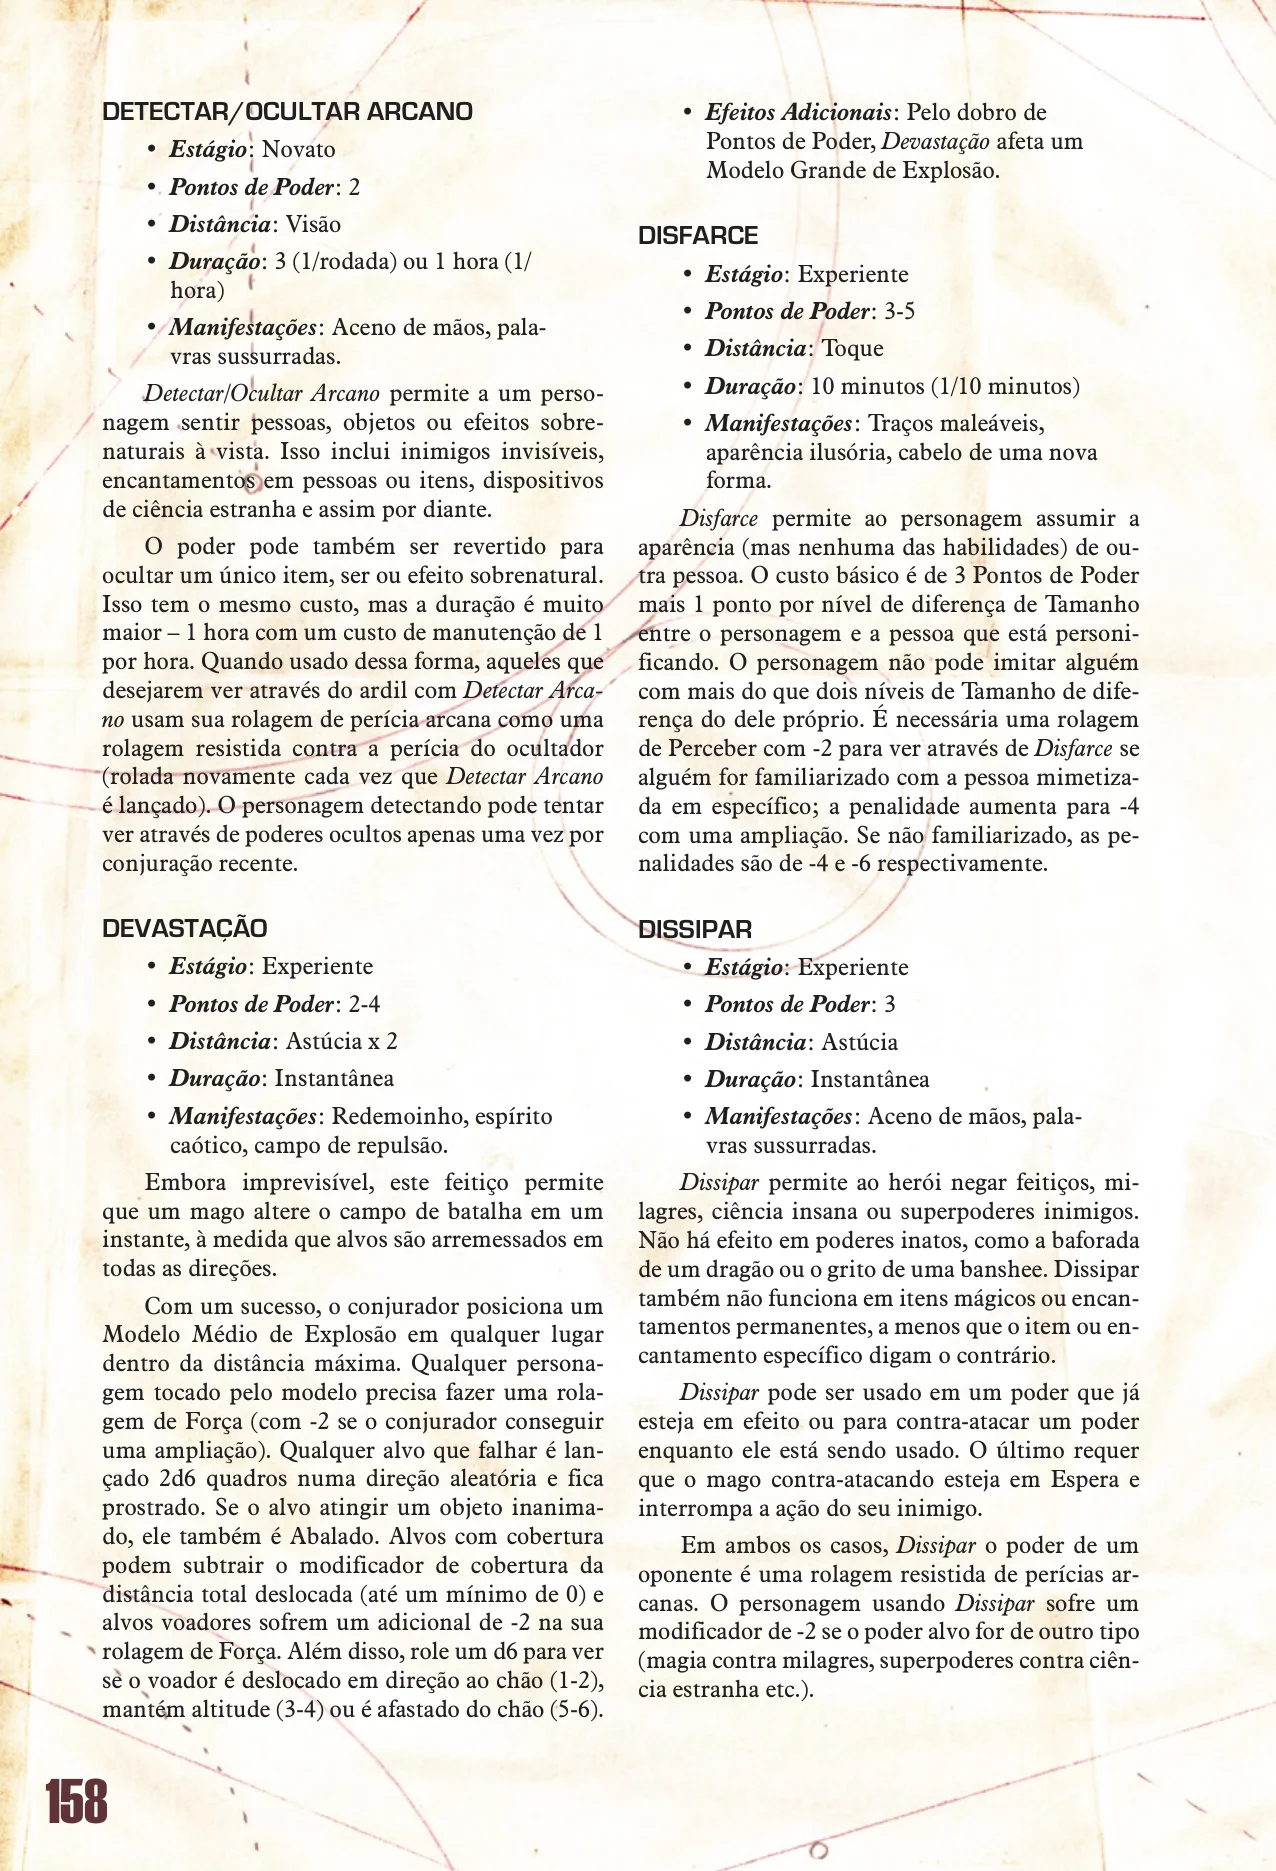 DETECTAR/OCULTAR ARCANO
• Estágio: Novato
• Pontos de Poder: 2
• Distância: Visão
• Duração: 3 (1/rodada) ou 1 hora (1/
hora)
• Manifestações: Aceno de mãos, pala-
vras sussurradas.
Detectar/Ocultar Arcano permite a um perso-
nagem sentir pessoas, objetos ou efeitos sobre-
naturais à vista. Isso inclui inimigos invisíveis,
encantamentos em pessoas ou itens, dispositivos
de ciência estranha e assim por diante.
O poder pode também ser revertido para
ocultar um único item, ser ou efeito sobrenatural.
Isso tem o mesmo custo, mas a duração é muito
maior – 1 hora com um custo de manutenção de 1
por hora. Quando usado dessa forma, aqueles que
desejarem ver através do ardil com Detectar Arca-
no usam sua rolagem de perícia arcana como uma
rolagem resistida contra a perícia do ocultador
(rolada novamente cada vez que Detectar Arcano
é lançado). O personagem detectando pode tentar
ver através de poderes ocultos apenas uma vez por
conjuração recente.
DEVASTAÇÃO
• Estágio: Experiente
• Pontos de Poder: 2-4
• Distância: Astúcia x 2
• Duração: Instantânea
• Manifestações: Redemoinho, espírito
caótico, campo de repulsão.
Embora imprevisível, este feitiço permite
que um mago altere o campo de batalha em um
instante, à medida que alvos são arremessados em
todas as direções.
Com um sucesso, o conjurador posiciona um
Modelo Médio de Explosão em qualquer lugar
dentro da distância máxima. Qualquer persona-
gem tocado pelo modelo precisa fazer uma rola-
gem de Força (com -2 se o conjurador conseguir
uma ampliação). Qualquer alvo que falhar é lan-
çado 2d6 quadros numa direção aleatória e fica
prostrado. Se o alvo atingir um objeto inanima-
do, ele também é Abalado. Alvos com cobertura
podem subtrair o modificador de cobertura da
distância total deslocada (até um mínimo de 0) e
alvos voadores sofrem um adicional de -2 na sua
rolagem de Força. Além disso, role um d6 para ver
se o voador é deslocado em direção ao chão (1-2),
mantém altitude (3-4) ou é afastado do chão (5-6).
• Efeitos Adicionais: Pelo dobro de
Pontos de Poder, Devastação afeta um
Modelo Grande de Explosão.
DISFARCE
• Estágio: Experiente
• Pontos de Poder: 3-5
• Distância: Toque
• Duração: 10 minutos (1/10 minutos)
• Manifestações: Traços maleáveis,
aparência ilusória, cabelo de uma nova
forma.
Disfarce permite ao personagem assumir a
aparência (mas nenhuma das habilidades) de ou-
tra pessoa. O custo básico é de 3 Pontos de Poder
mais 1 ponto por nível de diferença de Tamanho
entre o personagem e a pessoa que está personi-
ficando. O personagem não pode imitar alguém
com mais do que dois níveis de Tamanho de dife-
rença do dele próprio. É necessária uma rolagem
de Perceber com -2 para ver através de Disfarce se
alguém for familiarizado com a pessoa mimetiza-
da em específico; a penalidade aumenta para -4
com uma ampliação. Se não familiarizado, as pe-
nalidades são de -4 e -6 respectivamente.
DISSIPAR
• Estágio: Experiente
• Pontos de Poder: 3
• Distância: Astúcia
• Duração: Instantânea
• Manifestações: Aceno de mãos, pala-
vras sussurradas.
Dissipar permite ao herói negar feitiços, mi-
lagres, ciência insana ou superpoderes inimigos.
Não há efeito em poderes inatos, como a baforada
de um dragão ou o grito de uma banshee. Dissipar
também não funciona em itens mágicos ou encan-
tamentos permanentes, a menos que o item ou en-
cantamento específico digam o contrário.
Dissipar pode ser usado em um poder que já
esteja em efeito ou para contra-atacar um poder
enquanto ele está sendo usado. O último requer
que o mago contra-atacando esteja em Espera e
interrompa a ação do seu inimigo.
Em ambos os casos, Dissipar o poder de um
oponente é uma rolagem resistida de perícias ar-
canas. O personagem usando Dissipar sofre um
modificador de -2 se o poder alvo for de outro tipo
(magia contra milagres, superpoderes contra ciên-
cia estranha etc.).
158